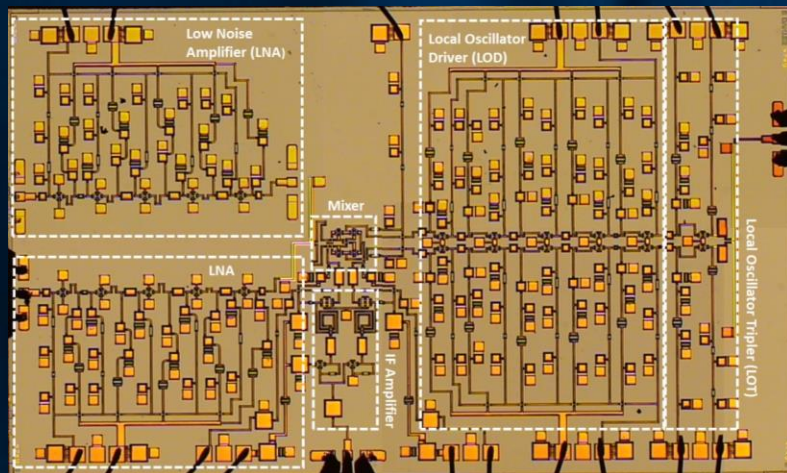 Low Noise
Amplifier (LNA)
Local Oscillator
Driver (LOD)
Mixer
LNA
IF Amplifier
Local Oscillator Tripler (LOT)